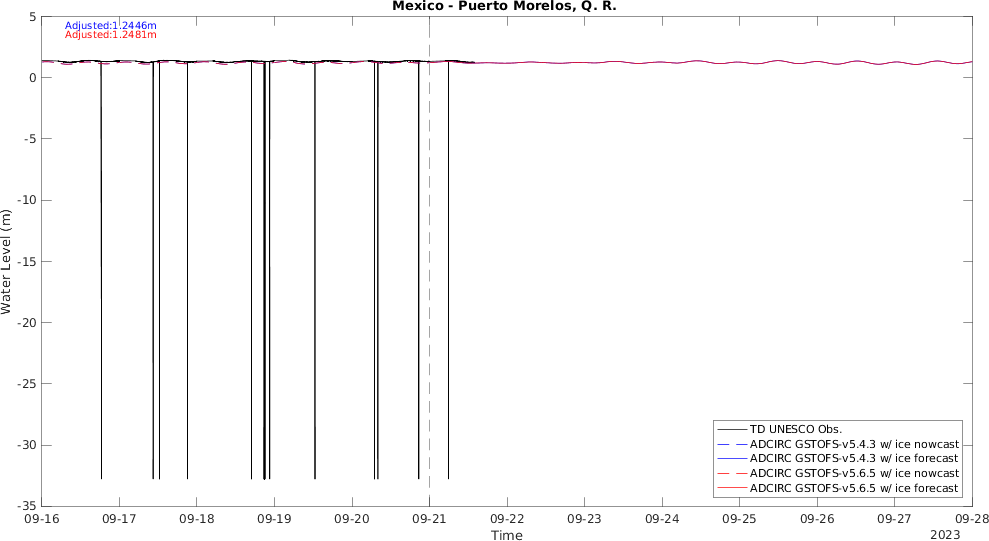 Mexico - Puerto Morelos, Q. R.
Adjusted:1.2446m
Adjusted:1.2481m
5
0
-5
-10
-15
-20
-25
-30
-35
Water Level (m)
TD UNESCO Obs.
ADCIRC GSTOFS-v5.4.3 w/ ice nowcast
ADCIRC GSTOFS-v5.4.3 w/ ice forecast
ADCIRC GSTOFS-v5.6.5 w/ ice nowcast
ADCIRC GSTOFS-v5.6.5 w/ ice forecast
09-16 09-17 09-18 09-19 09-20 09-21 09-22 09-23 09-24 09-25 09-26 09-27 09-28
Time
2023